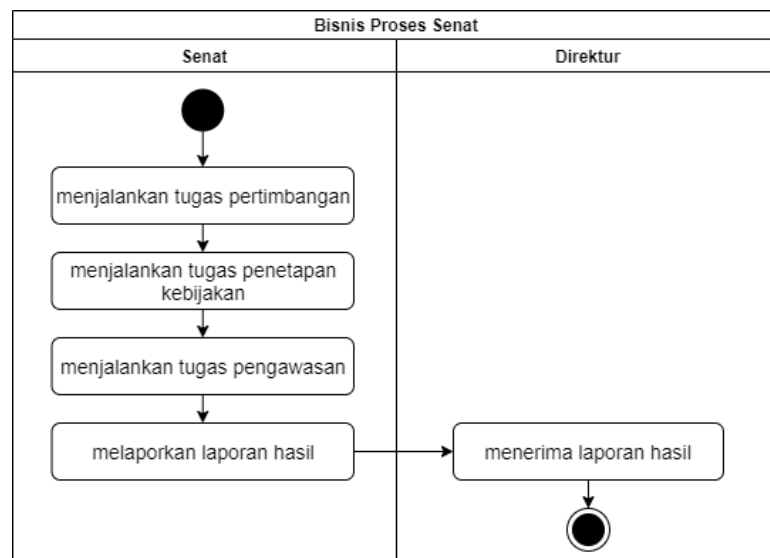 Bisnis Proses Senat
Senat
Direktur
menjalankan tugas pertimbangan
menjalankan tugas penetapan
kebijakan
menjalankan tugas pengawasan
melaporkan laporan hasil
menerima laporan hasil